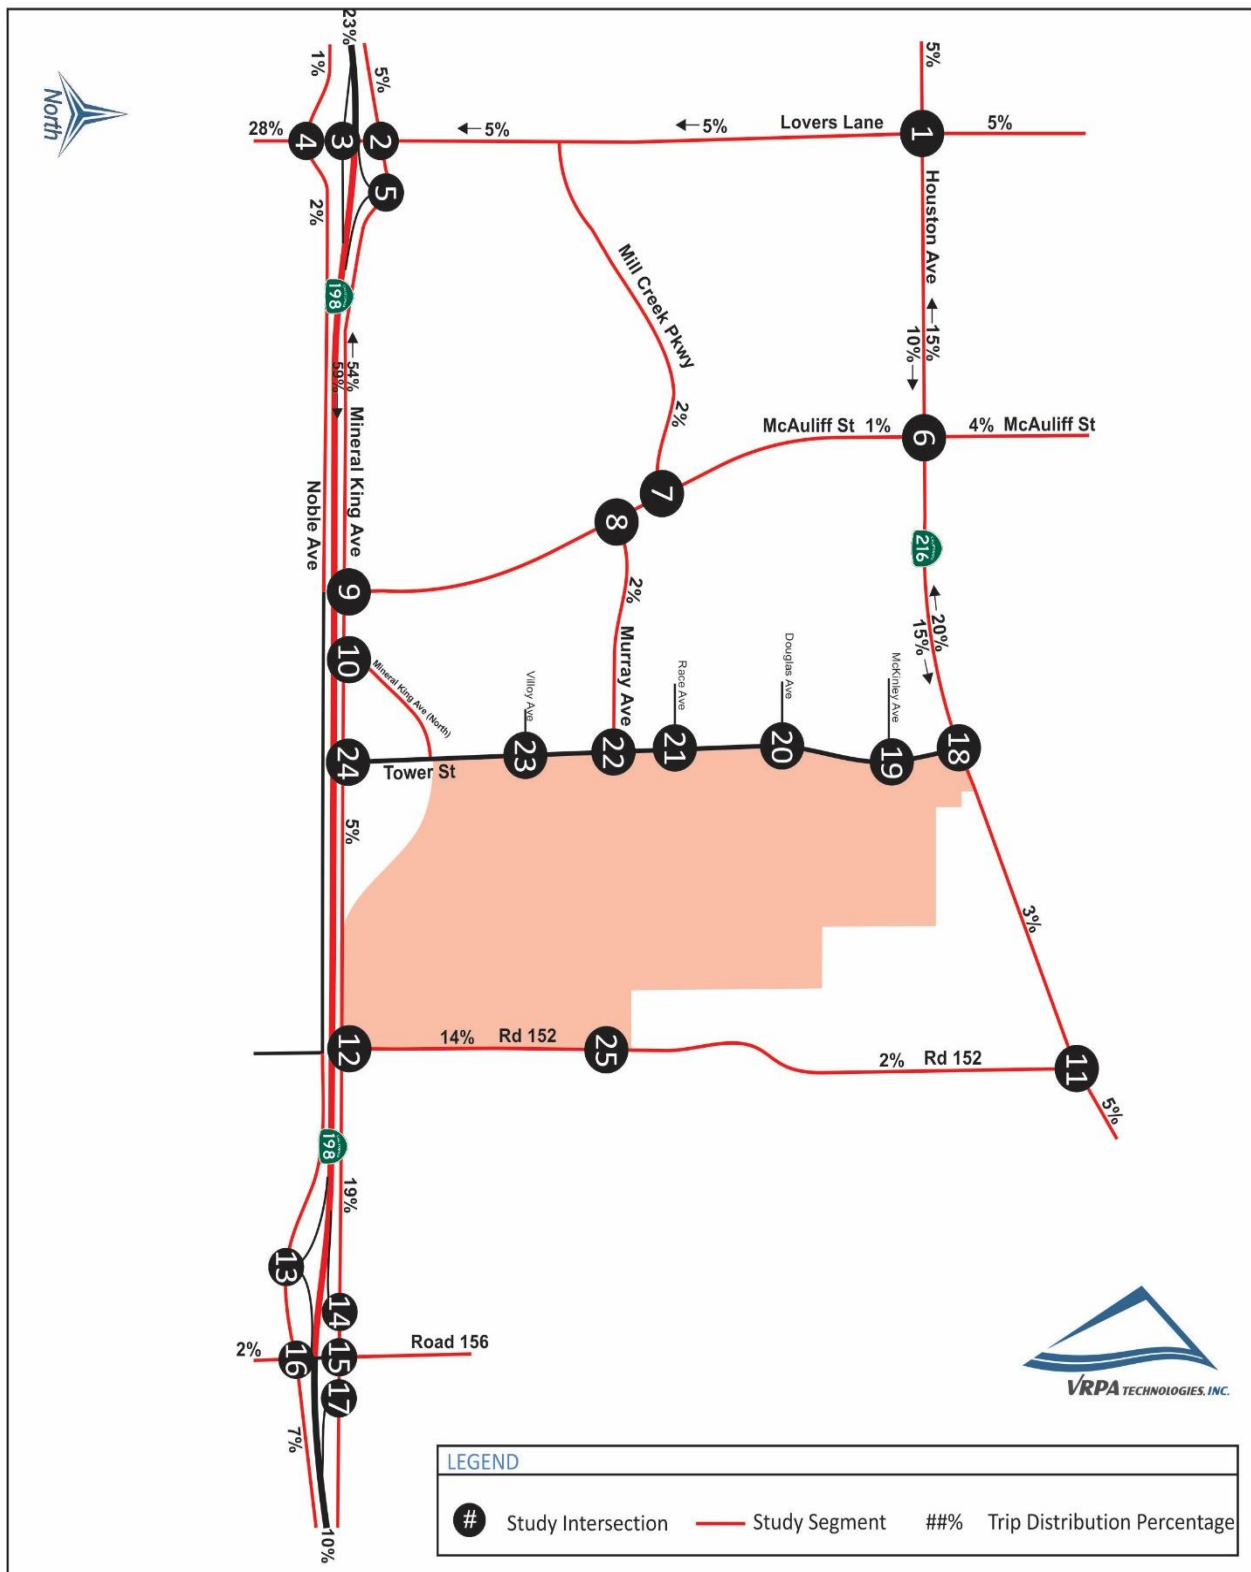 23%
1%
5%
5%
North
28%
4
3
2
5%
5%
Lovers Lane
1
5%
5
2%
Houston Ave
Mill Creek Pkwy
198
15%
10%
54%
59%
Mineral King Ave
2%
McAuliff St 1%
6
4% McAuliff St
Noble Ave
7
8
216
9
2%
20%
15%
10
Mineral King Ave (North)
Murray Ave
Villoy Ave
Race Ave
Douglas Ave
McKinley Ave
24
Tower St
23
22
21
20
19
18
5%
3%
12
14%
Rd 152
25
2%
Rd 152
11
5%
198
19%
13
14
2%
16
15
Road 156
17
7%
10%
VRPA TECHNOLOGIES, INC.
LEGEND
# Study Intersection Study Segment ##% Trip Distribution Percentage